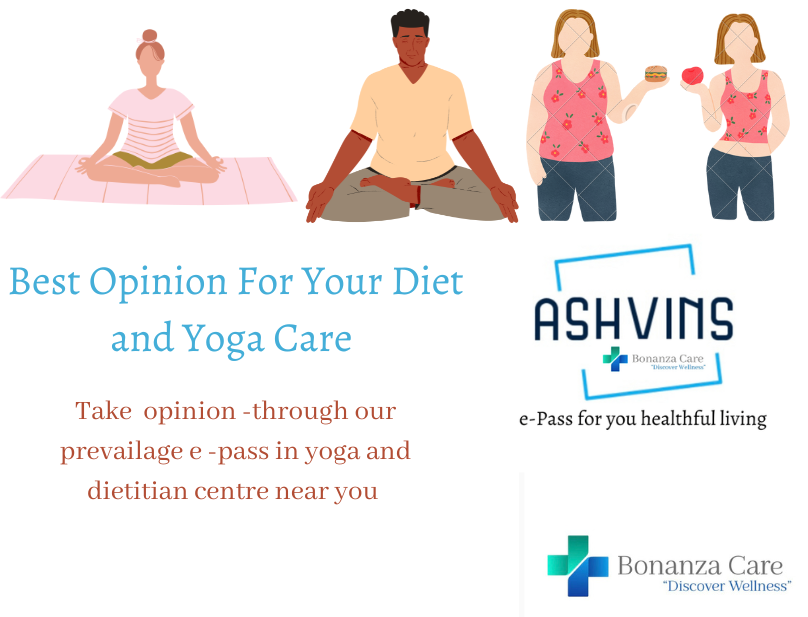 Best Opinion For Your Diet
and Yoga Care
Take opinion -through our
prevailage e -pass in yoga and
dietitian centre near you
ASHVINS
Bonanza Care
"Discover Wellness"
e-Pass for you healthful living
Bonanza Care
"Discover Wellness"